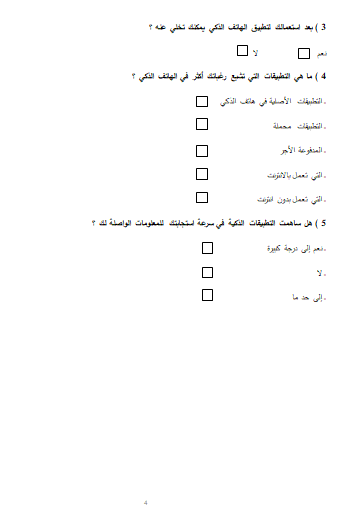 3 ) بعد استعمالك لتطبيق الهاتف الذكي يمكنك تخلي عنه ؟
نعم □ لا □
4 ) ما هي التطبيقات التي تشبع رغباتك أكثر في الهاتف الذكي ؟
. التطبيقات الأصلية في هاتف الذكي □
. التطبيقات محملة □
. المدفوعة الأجر □
. التي تعمل بالانترنت □
. التي تعمل بدون انترنت □
5 ) هل ساهمت التطبيقات الذكية في سرعة استجابتك للمعلومات الواصلة لك ؟
. نعم إلى درجة كبيرة □
. لا □
. إلى حد ما □
4